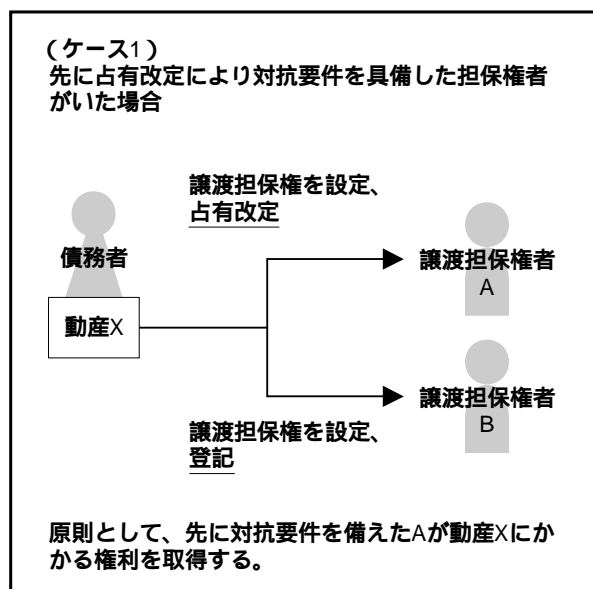 (ケース1)
先に占有改定により対抗要件を具備した担保権者
がいた場合
譲渡担保権を設定、
占有改定
債務者
動産X
譲渡担保権者
A
譲渡担保権者
B
譲渡担保権を設定、
登記
原則として、先に対抗要件を備えたAが動産Xにか
かる権利を取得する。